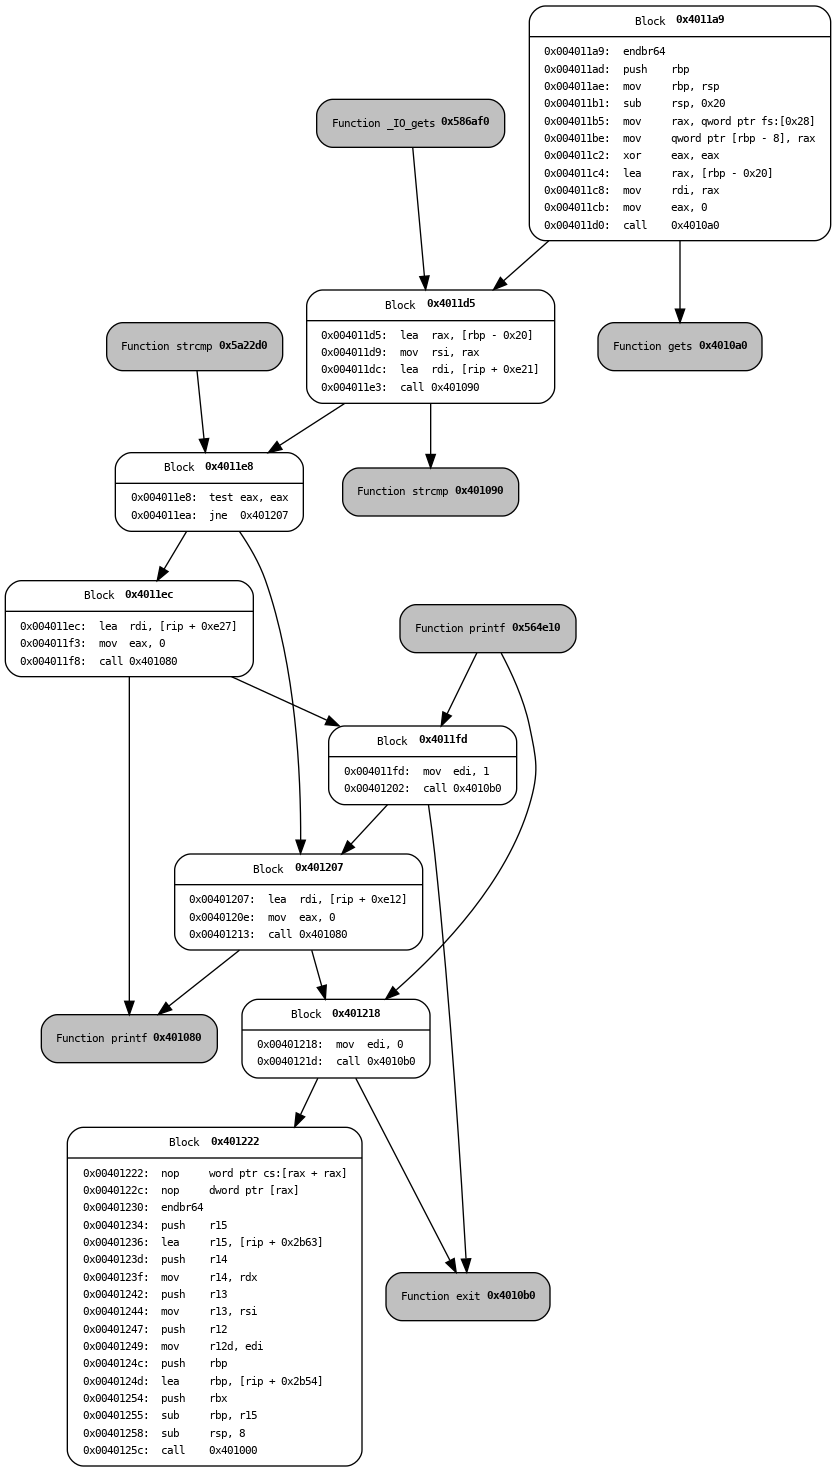 Block 0x4011a9
0x004011a9: endbr64
0x004011ad: push rbp
0x004011ae: mov rbp, rsp
0x004011b1: sub rsp, 0x20
0x004011b5: mov rax, qword ptr fs:[0x28]
0x004011be: mov qword ptr [rbp - 8], rax
0x004011c2: xor eax, eax
0x004011c4: lea rax, [rbp - 0x20]
0x004011c8: mov rdi, rax
0x004011cb: mov eax, 0
0x004011d0: call 0x4010a0
Function _IO_gets 0x586af0
Block 0x4011d5
0x004011d5: lea rax, [rbp - 0x20]
0x004011d9: mov rsi, rax
0x004011dc: lea rdi, [rip + 0xe21]
0x004011e3: call 0x401090
Function strcmp 0x5a22d0
Function gets 0x4010a0
Block 0x4011e8
0x004011e8: test eax, eax
0x004011ea: jne 0x401207
Function strcmp 0x401090
Block 0x4011ec
0x004011ec: lea rdi, [rip + 0xe27]
0x004011f3: mov eax, 0
0x004011f8: call 0x401080
Function printf 0x564e10
Block 0x4011fd
0x004011fd: mov edi, 1
0x00401202: call 0x4010b0
Block 0x401207
0x00401207: lea rdi, [rip + 0xe12]
0x0040120e: mov eax, 0
0x00401213: call 0x401080
Function printf 0x401080
Block 0x401218
0x00401218: mov edi, 0
0x0040121d: call 0x4010b0
Block 0x401222
0x00401222: nop word ptr cs:[rax + rax]
0x0040122c: nop dword ptr [rax]
0x00401230: endbr64
0x00401234: push r15
0x00401236: lea r15, [rip + 0x2b63]
0x0040123d: push r14
0x0040123f: mov r14, rdx
0x00401242: push r13
0x00401244: mov r13, rsi
0x00401247: push r12
0x00401249: mov r12d, edi
0x0040124c: push rbp
0x0040124d: lea rbp, [rip + 0x2b54]
0x00401254: push rbx
0x00401255: sub rbp, r15
0x00401258: sub rsp, 8
0x0040125c: call 0x401000
Function exit 0x4010b0